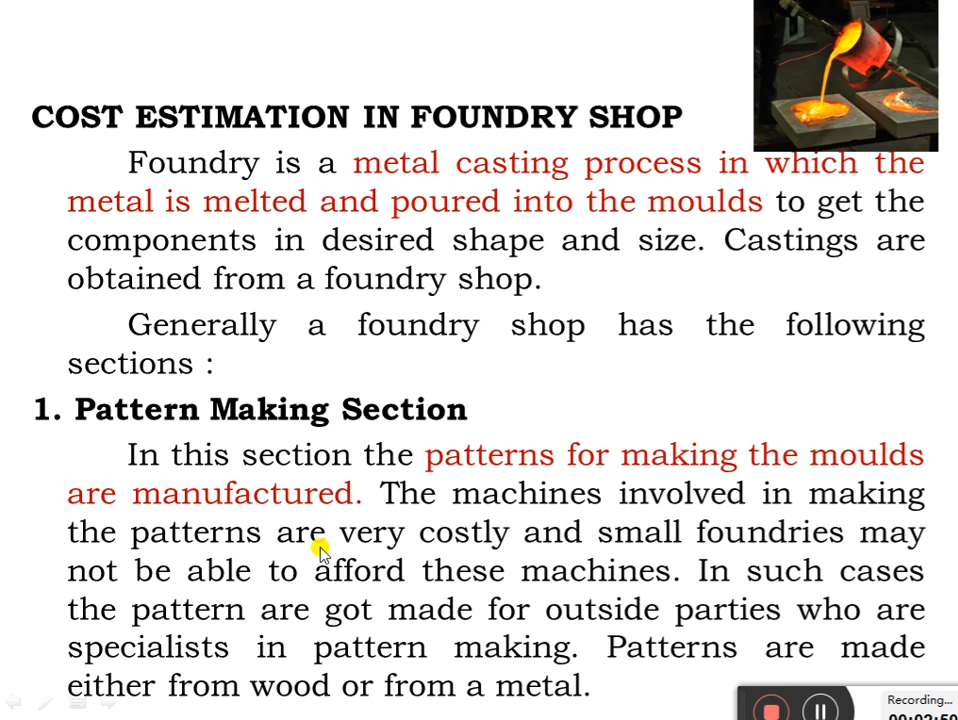 COST ESTIMATION IN FOUNDRY SHOP
Foundry is a metal casting process in which the
metal is melted and poured into the moulds to get the
components in desired shape and size. Castings are
obtained from a foundry shop.
Generally a foundry shop has the following
sections :
1. Pattern Making Section
In this section the patterns for making the moulds
are manufactured. The machines involved in making
the patterns are very costly and small foundries may
not be able to afford these machines. In such cases
the pattern are got made for outside parties who are
specialists in pattern making. Patterns are made
either from wood or from a metal.
Recording...